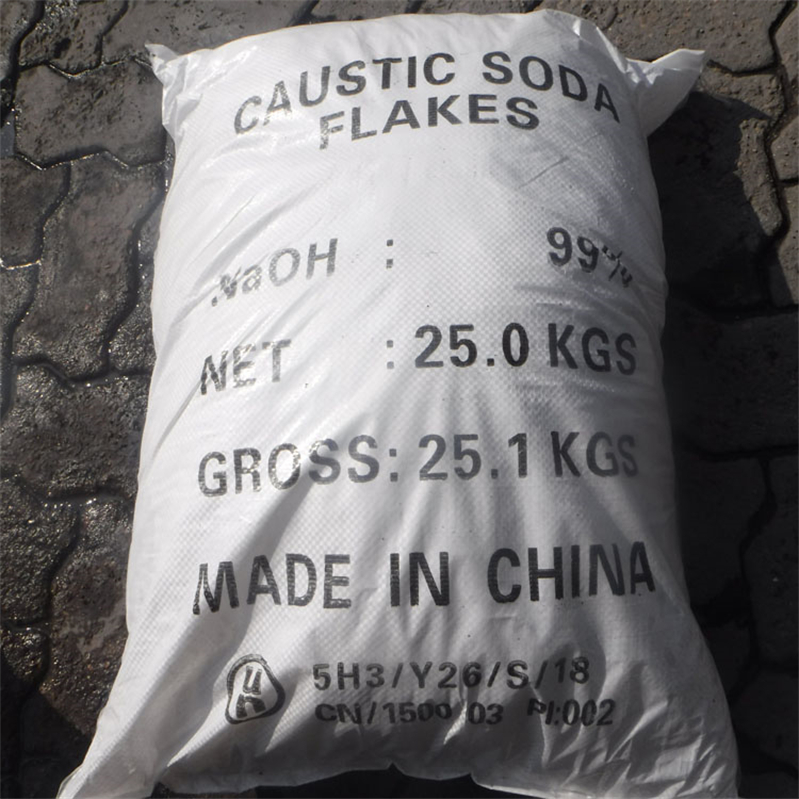 CAUSTIC SODA
FLAKES
NaOH : 99%
NET : 25.0 KGS
GROSS: 25.1 KGS
MADE IN CHINA
5H3/Y26/S/18
CN/1500 03 PI:002